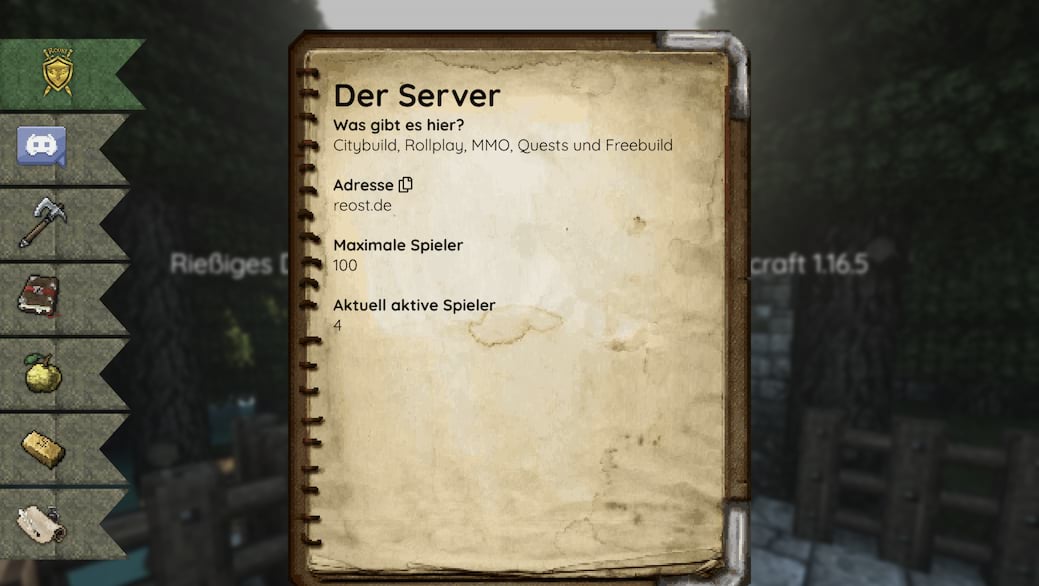 Der Server
Was gibt es hier?
Citybuild, Rollplay, MMO, Quests und Freebuild
Adresse
reost.de
Rießiges craft 1.16.5
Maximale Spieler
100
Aktuell aktive Spieler
4